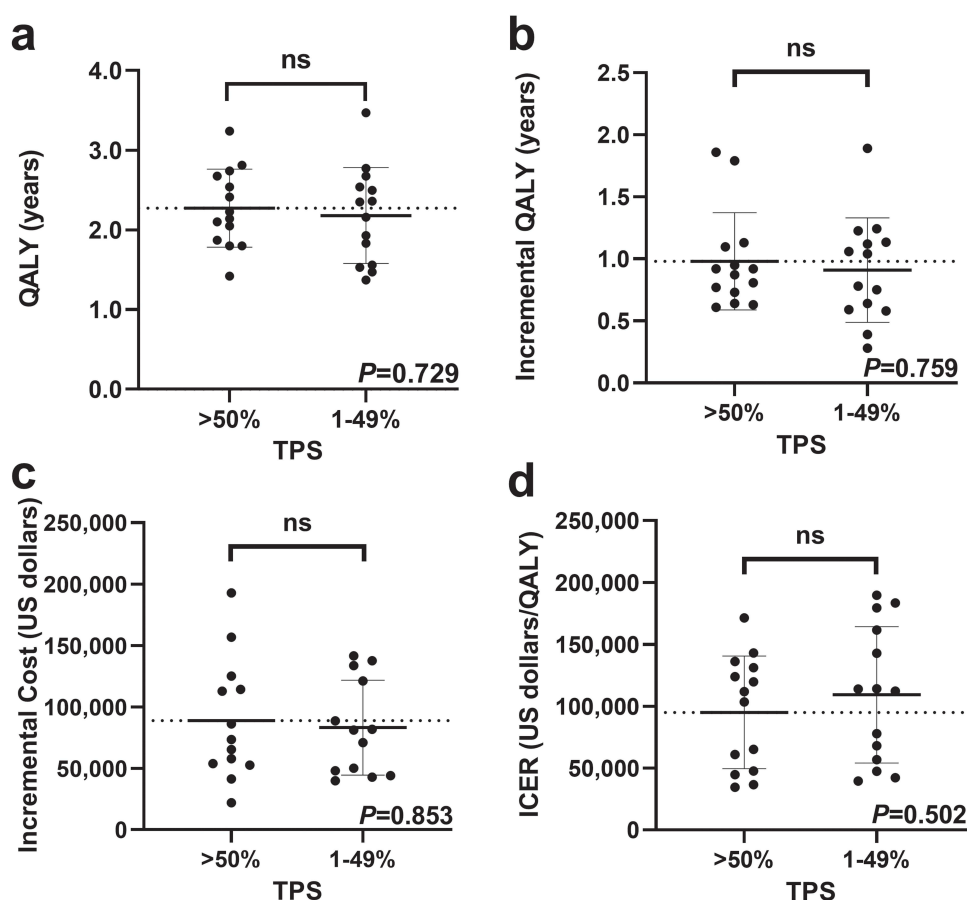 a
QALY (years)
4.0
3.0
2.0
1.0
0.0
ns
P=0.729
>50%
1-49%
TPS
b
Incremental QALY (years)
2.5
2.0
1.5
1.0
0.5
0.0
ns
P=0.759
>50%
1-49%
TPS
c
Incremental Cost (US dollars)
250,000
200,000
150,000
100,000
50,000
0
ns
P=0.853
>50%
1-49%
TPS
d
ICER (US dollars/QALY)
250,000
200,000
150,000
100,000
50,000
0
ns
P=0.502
>50%
1-49%
TPS